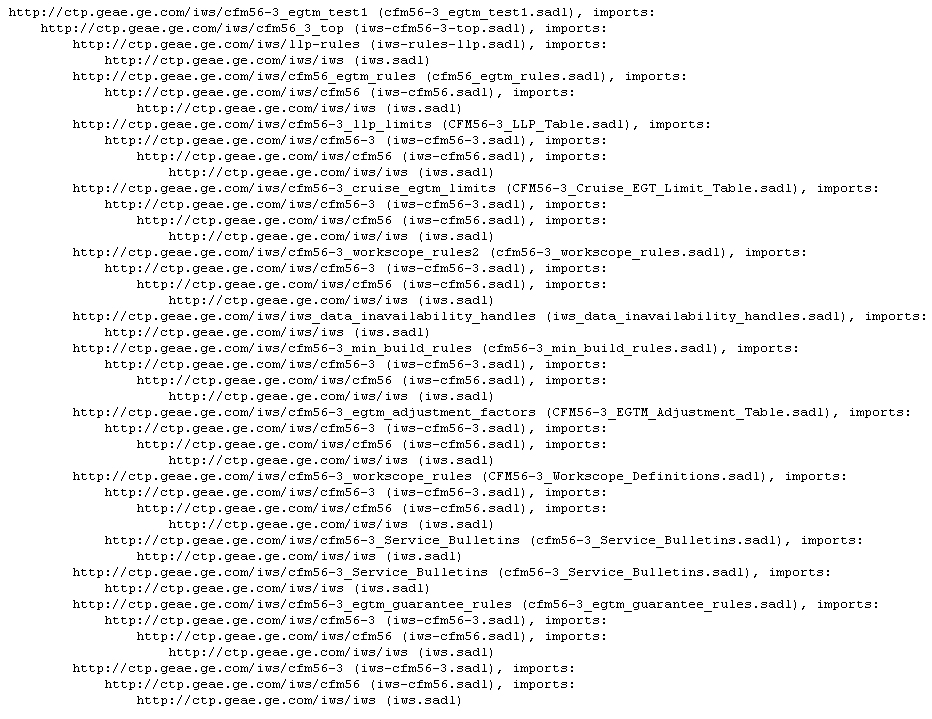 http://ctp.geae.ge.com/iws/cfm56-3_egtm_test1 (cfm56-3_egtm_test1.sadl), imports:
http://ctp.geae.ge.com/iws/cfm56_3_top (iws-cfm56-3-top.sadl), imports:
http://ctp.geae.ge.com/iws/llp-rules (iws-rules-llp.sadl), imports:
http://ctp.geae.ge.com/iws/iws (iws.sadl)
http://ctp.geae.ge.com/iws/cfm56_egtm_rules (cfm56_egtm_rules.sadl), imports:
http://ctp.geae.ge.com/iws/cfm56 (iws-cfm56.sadl), imports:
http://ctp.geae.ge.com/iws/iws (iws.sadl)
http://ctp.geae.ge.com/iws/cfm56-3_llp_limits (CFM56-3_LLP_Table.sadl), imports:
http://ctp.geae.ge.com/iws/cfm56-3 (iws-cfm56-3.sadl), imports:
http://ctp.geae.ge.com/iws/cfm56 (iws-cfm56.sadl), imports:
http://ctp.geae.ge.com/iws/iws (iws.sadl)
http://ctp.geae.ge.com/iws/cfm56-3_cruise_egtm_limits (CFM56-3_Cruise_EGT_Limit_Table.sadl), imports:
http://ctp.geae.ge.com/iws/cfm56-3 (iws-cfm56-3.sadl), imports:
http://ctp.geae.ge.com/iws/cfm56 (iws-cfm56.sadl), imports:
http://ctp.geae.ge.com/iws/iws (iws.sadl)
http://ctp.geae.ge.com/iws/cfm56-3_workscope_rules2 (cfm56-3_workscope_rules.sadl), imports:
http://ctp.geae.ge.com/iws/cfm56-3 (iws-cfm56-3.sadl), imports:
http://ctp.geae.ge.com/iws/cfm56 (iws-cfm56.sadl), imports:
http://ctp.geae.ge.com/iws/iws (iws.sadl)
http://ctp.geae.ge.com/iws/iws_data_inavailability_handles (iws_data_inavailability_handles.sadl), imports:
http://ctp.geae.ge.com/iws/iws (iws.sadl)
http://ctp.geae.ge.com/iws/cfm56-3_min_build_rules (cfm56-3_min_build_rules.sadl), imports:
http://ctp.geae.ge.com/iws/cfm56-3 (iws-cfm56-3.sadl), imports:
http://ctp.geae.ge.com/iws/cfm56 (iws-cfm56.sadl), imports:
http://ctp.geae.ge.com/iws/iws (iws.sadl)
http://ctp.geae.ge.com/iws/cfm56-3_egtm_adjustment_factors (CFM56-3_EGTM_Adjustment_Table.sadl), imports:
http://ctp.geae.ge.com/iws/cfm56-3 (iws-cfm56-3.sadl), imports:
http://ctp.geae.ge.com/iws/cfm56 (iws-cfm56.sadl), imports:
http://ctp.geae.ge.com/iws/iws (iws.sadl)
http://ctp.geae.ge.com/iws/cfm56-3_workscope_rules (CFM56-3_Workscope_Definitions.sadl), imports:
http://ctp.geae.ge.com/iws/cfm56-3 (iws-cfm56-3.sadl), imports:
http://ctp.geae.ge.com/iws/cfm56 (iws-cfm56.sadl), imports:
http://ctp.geae.ge.com/iws/iws (iws.sadl)
http://ctp.geae.ge.com/iws/cfm56-3_Service_Bulletins (cfm56-3_Service_Bulletins.sadl), imports:
http://ctp.geae.ge.com/iws/iws (iws.sadl)
http://ctp.geae.ge.com/iws/cfm56-3_Service_Bulletins (cfm56-3_Service_Bulletins.sadl), imports:
http://ctp.geae.ge.com/iws/iws (iws.sadl)
http://ctp.geae.ge.com/iws/cfm56-3_egtm_guarantee_rules (cfm56-3_egtm_guarantee_rules.sadl), imports:
http://ctp.geae.ge.com/iws/cfm56-3 (iws-cfm56-3.sadl), imports:
http://ctp.geae.ge.com/iws/cfm56 (iws-cfm56.sadl), imports:
http://ctp.geae.ge.com/iws/iws (iws.sadl)
http://ctp.geae.ge.com/iws/cfm56-3 (iws-cfm56-3.sadl), imports:
http://ctp.geae.ge.com/iws/cfm56 (iws-cfm56.sadl), imports:
http://ctp.geae.ge.com/iws/iws (iws.sadl)